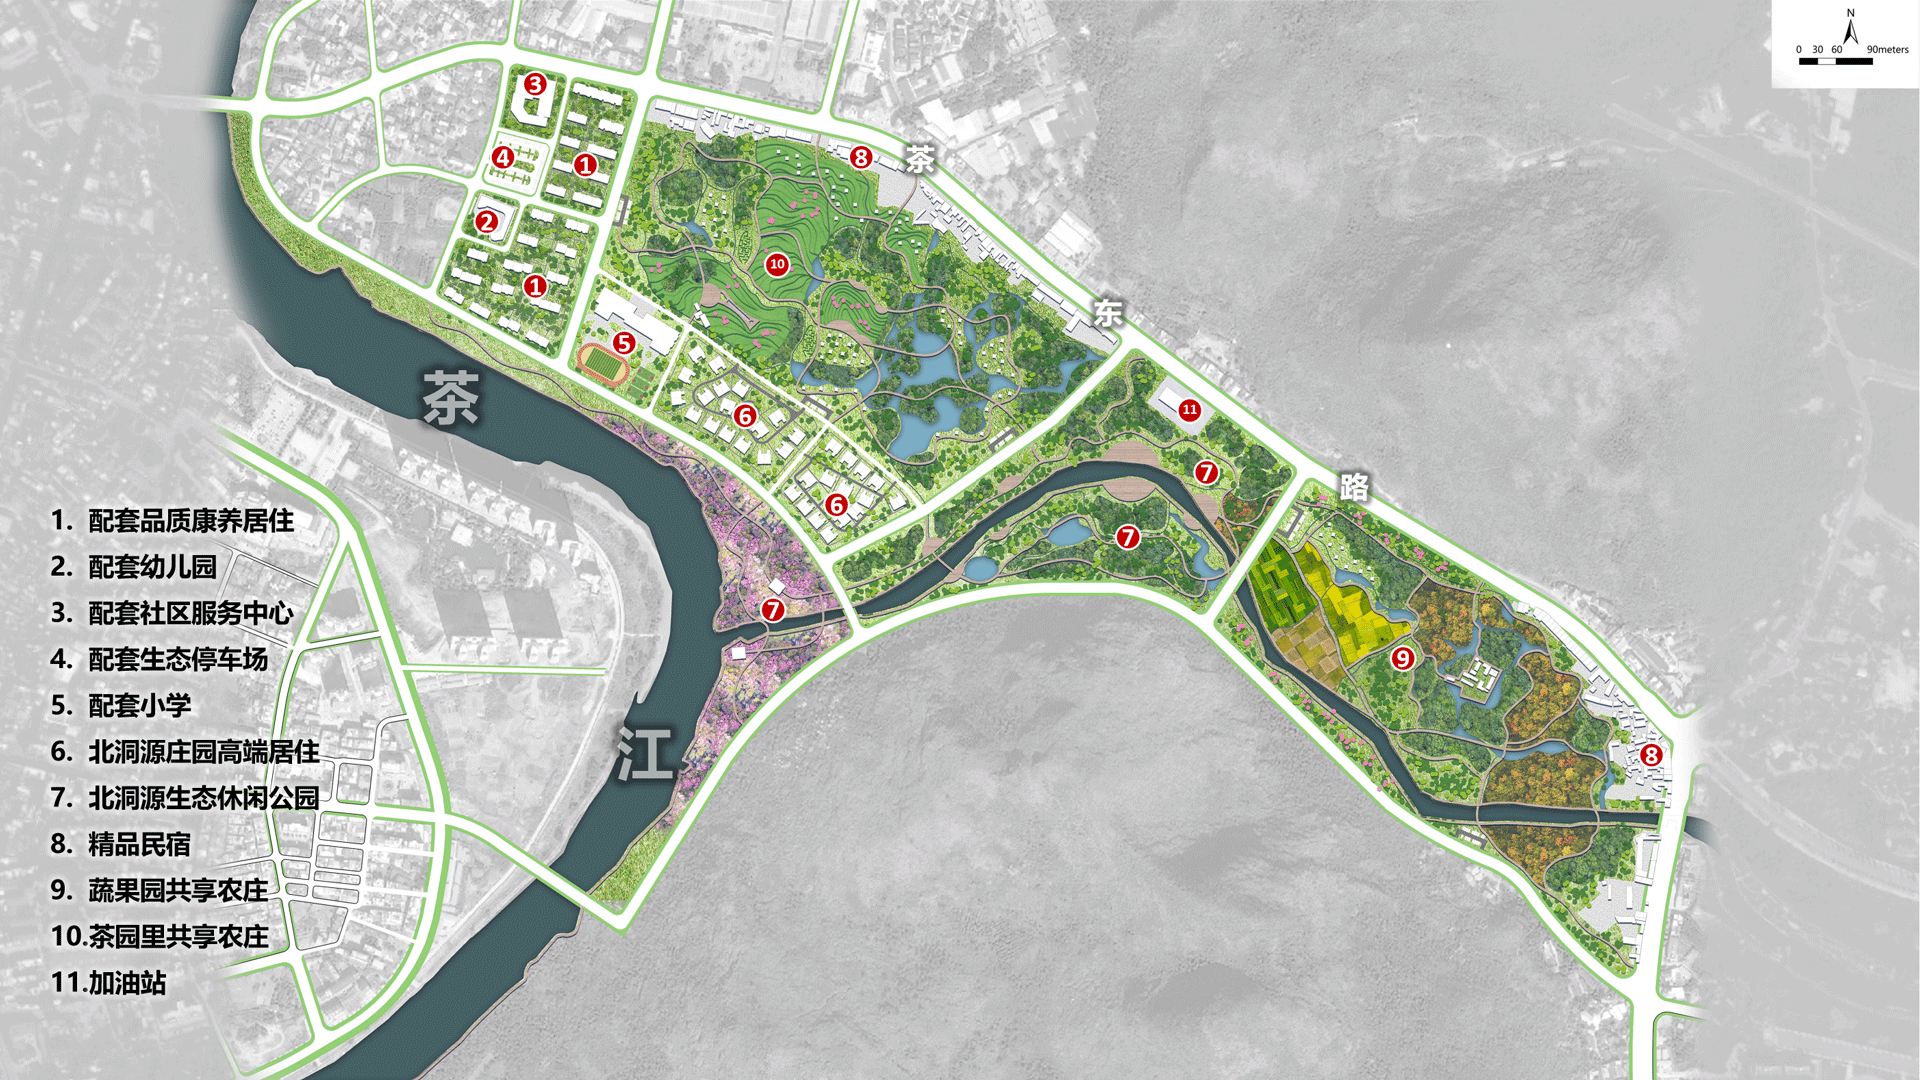 N
0 30 60 90meters
3
4
1
8
茶
2
10
1
东
5
茶
6
11
7
路
6
7
7
9
江
8
1. 配套品质康养居住
2. 配套幼儿园
3. 配套社区服务中心
4. 配套生态停车场
5. 配套小学
6. 北洞源庄园高端居住
7. 北洞源生态休闲公园
8. 精品民宿
9. 蔬果园共享农庄
10.茶园里共享农庄
11.加油站